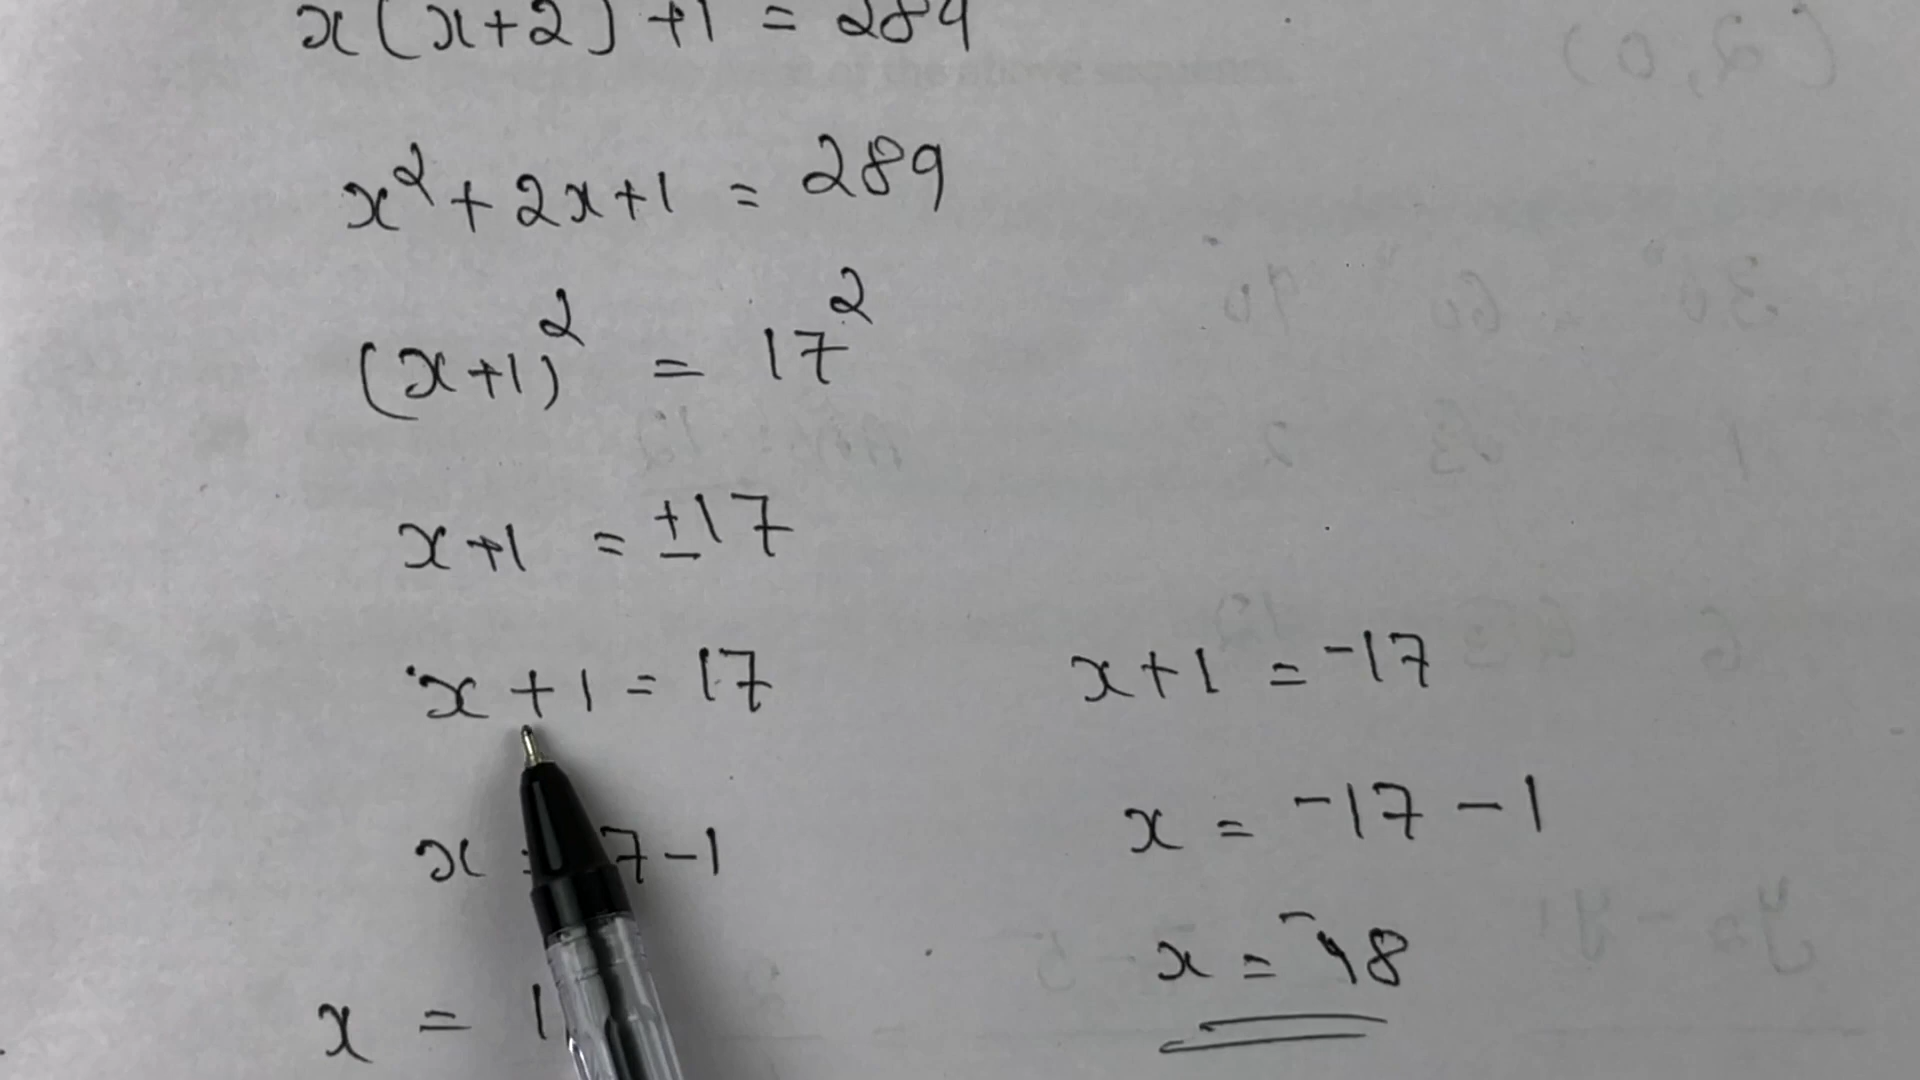 x(x+2)+1 = 289
x²+2x+1 = 289
(x+1)² = 17²
x+1 = ±17
x+1 = 17
x+1 = -17
x = 7-1
x = -17-1
x = 1
x = -18